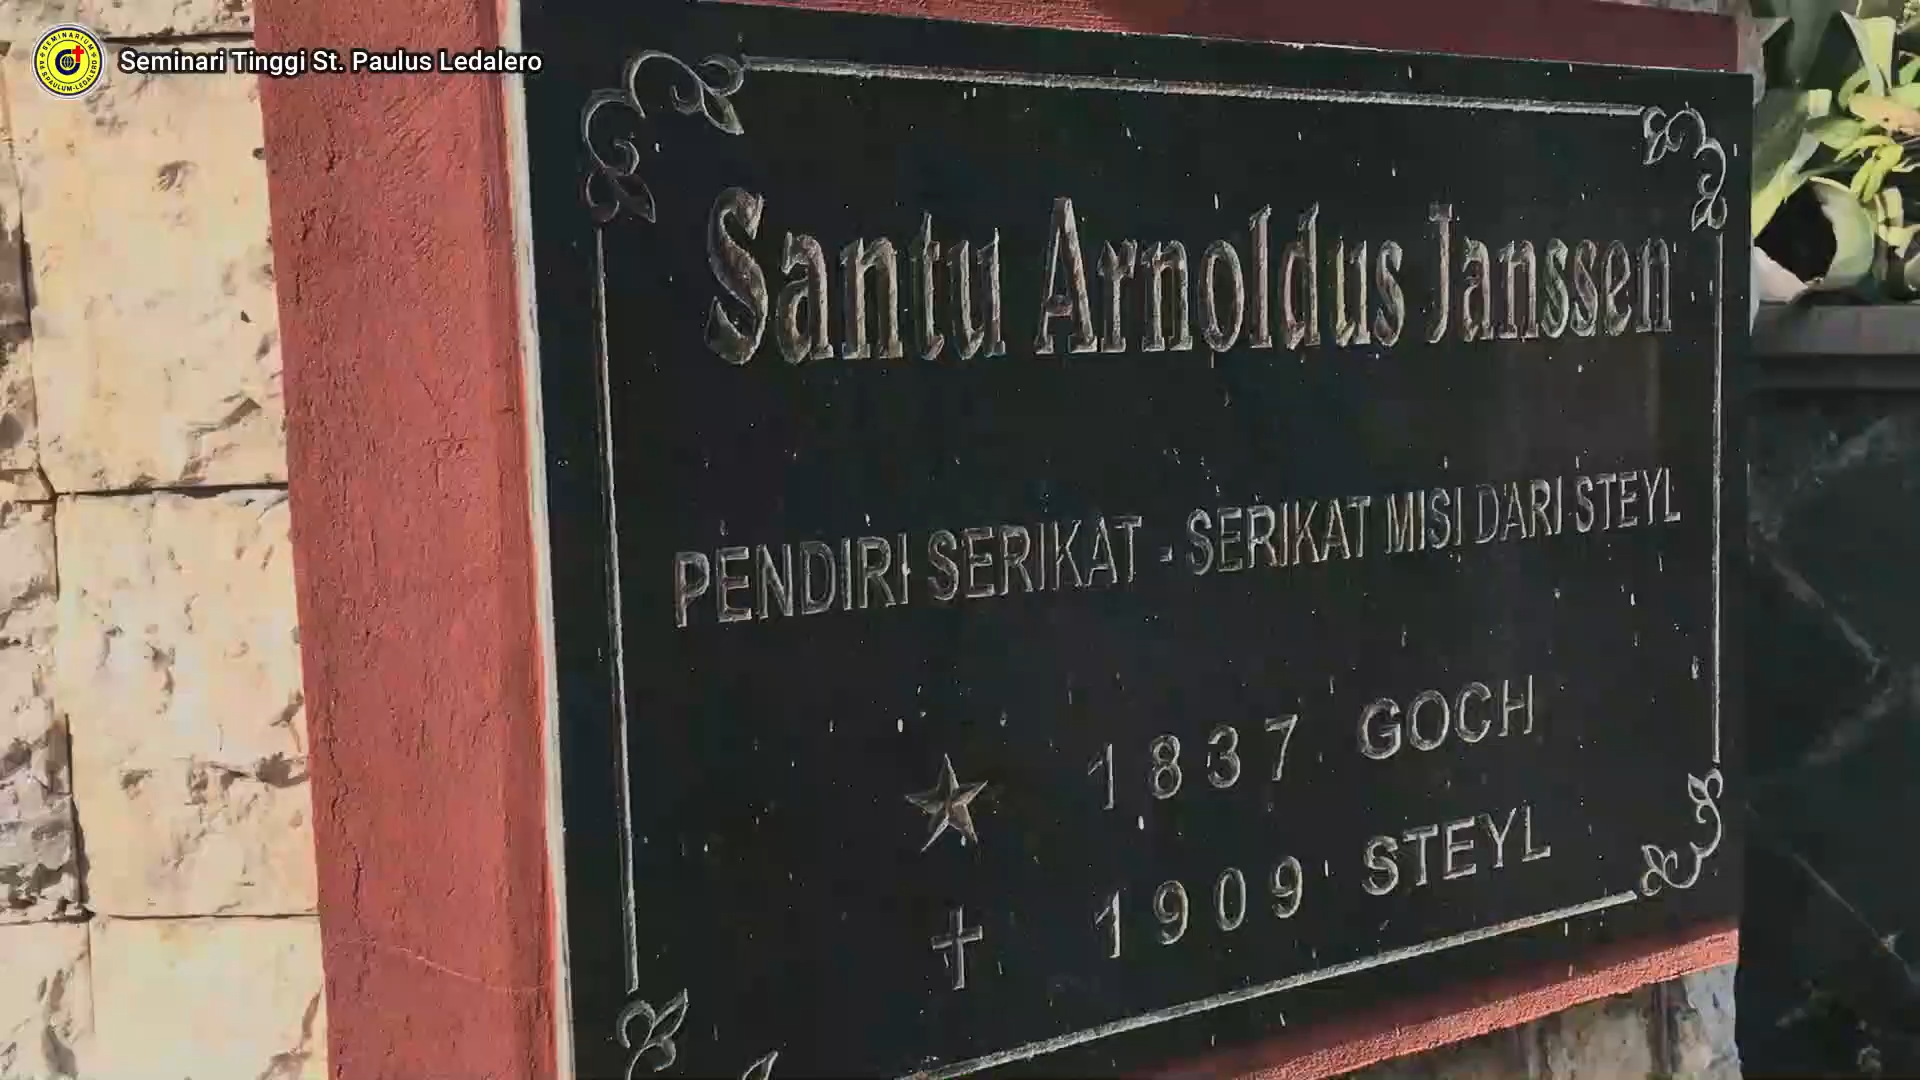 Seminari Tinggi St. Paulus Ledalero
Santu Arnoldus Janssen
PENDIRI SERIKAT - SERIKAT MISI DARI STEYL
1837 GOCH
1909 STEYL